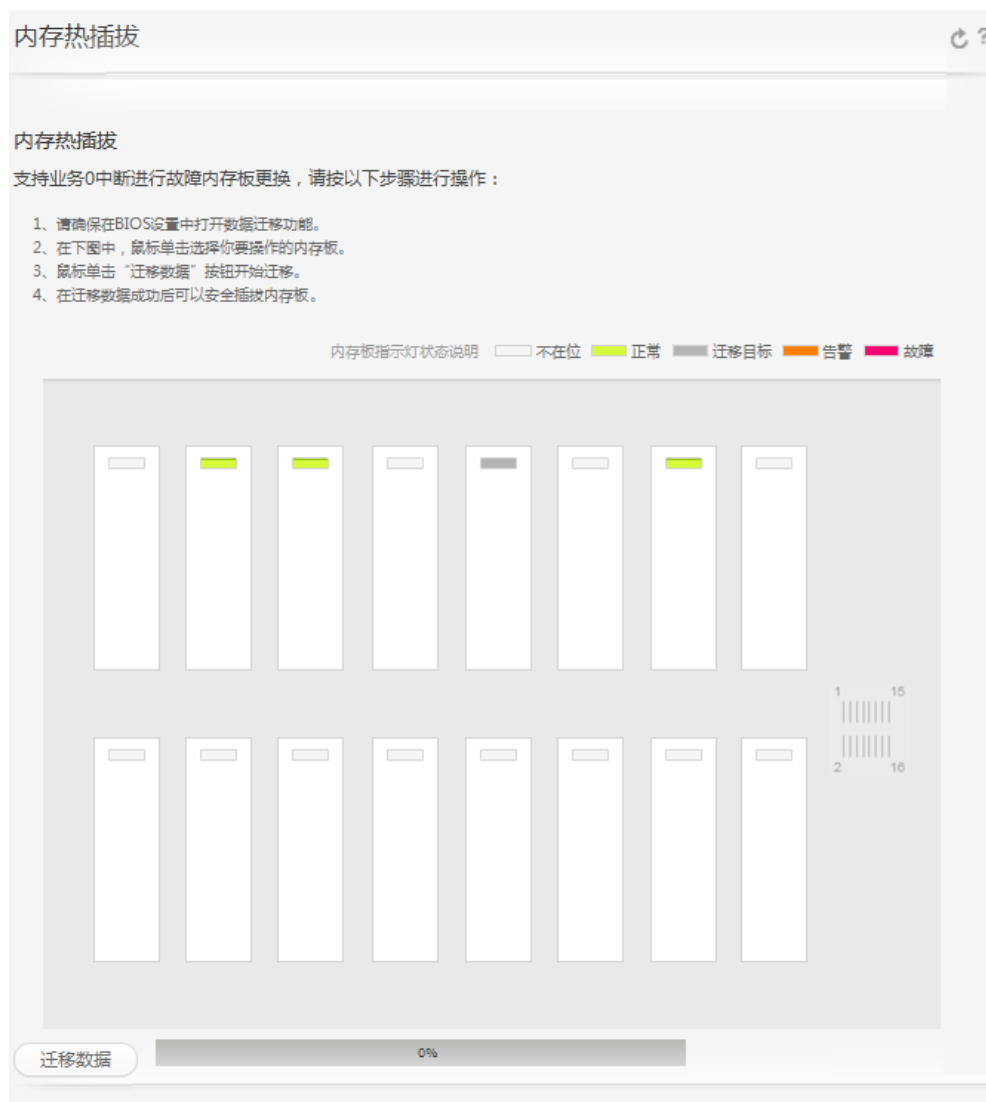 内存热插拔
?
内存热插拔
支持业务0中断进行故障内存板更换，请按以下步骤进行操作：
1、请确保在BIOS设置中打开数据迁移功能。
2、在下图中，鼠标单击选择你要操作的内存板。
3、鼠标单击“迁移数据”按钮开始迁移。
4、在迁移数据成功后可以安全插拔内存板。
内存板指示灯状态说明 不在位 正常 迁移目标 告警 故障
1 15
2 16
迁移数据 0%